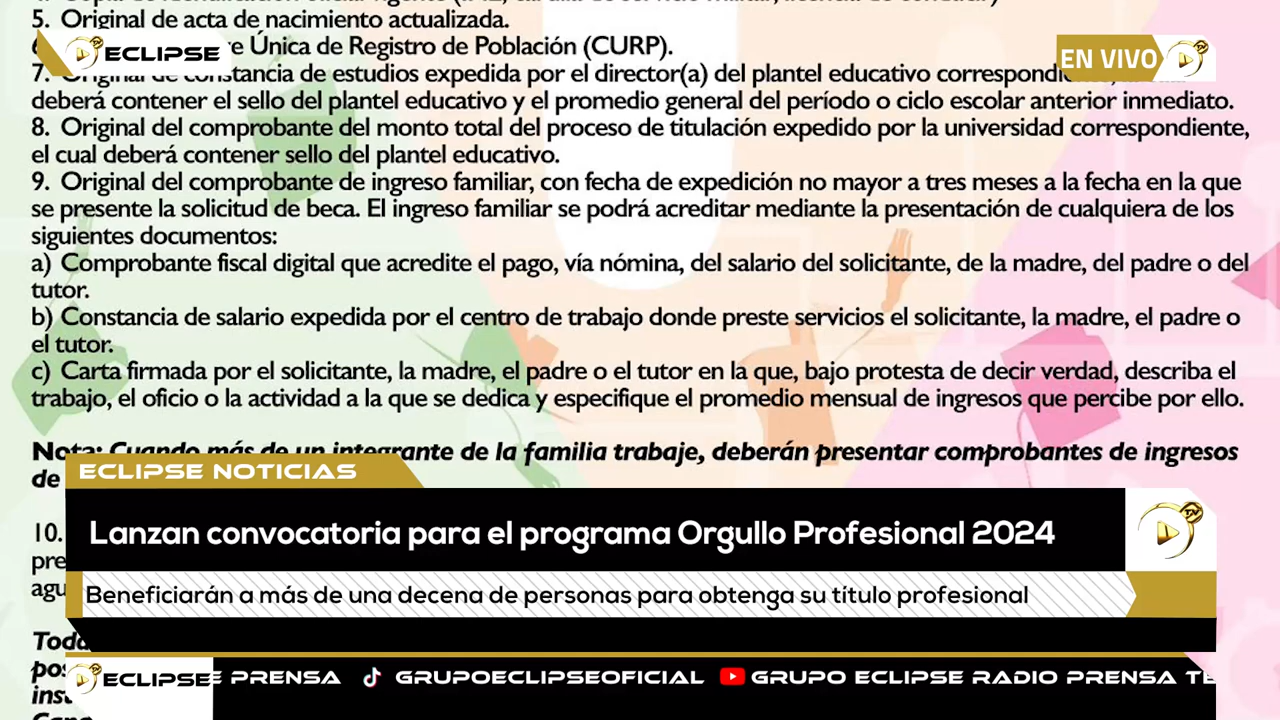 5. Original de acta de nacimiento actualizada.
ECLIPSE
Única de Registro de Población (CURP).
EN VIVO
7. Original de constancia de estudios expedida por el director(a) del plantel educativo
deberá contener el sello del plantel educativo y el promedio general del período o ciclo escolar anterior inmediato.
8. Original del comprobante del monto total del proceso de titulación expedido por la universidad correspondiente,
el cual deberá contener sello del plantel educativo.
9. Original del comprobante de ingreso familiar, con fecha de expedición no mayor a tres meses a la fecha en la que
se presente la solicitud de beca. El ingreso familiar se podrá acreditar mediante la presentación de cualquiera de los
siguientes documentos:
a) Comprobante fiscal digital que acredite el pago, vía nómina, del salario del solicitante, de la madre, del padre o del
tutor.
b) Constancia de salario expedida por el centro de trabajo donde preste servicios el solicitante, la madre, el padre o
el tutor.
c) Carta firmada por el solicitante, la madre, el padre o el tutor en la que, bajo protesta de decir verdad, describa el
trabajo, el oficio o la actividad a la que se dedica y especifique el promedio mensual de ingresos que percibe por ello.
Nota: Cuando más de un integrante de la familia trabaje, deberán presentar comprobantes de ingresos
de
ECLIPSE NOTICIAS
10.
Lanzan convocatoria para el programa Orgullo Profesional 2024
pre
agu
Beneficiarán a más de una decena de personas para obtenga su título profesional
Toda
pos
ECLIPSE
E PRENSA GRUPOECLIPSEOFICIAL GRUPO ECLIPSE RADIO PRENSA TE
inst